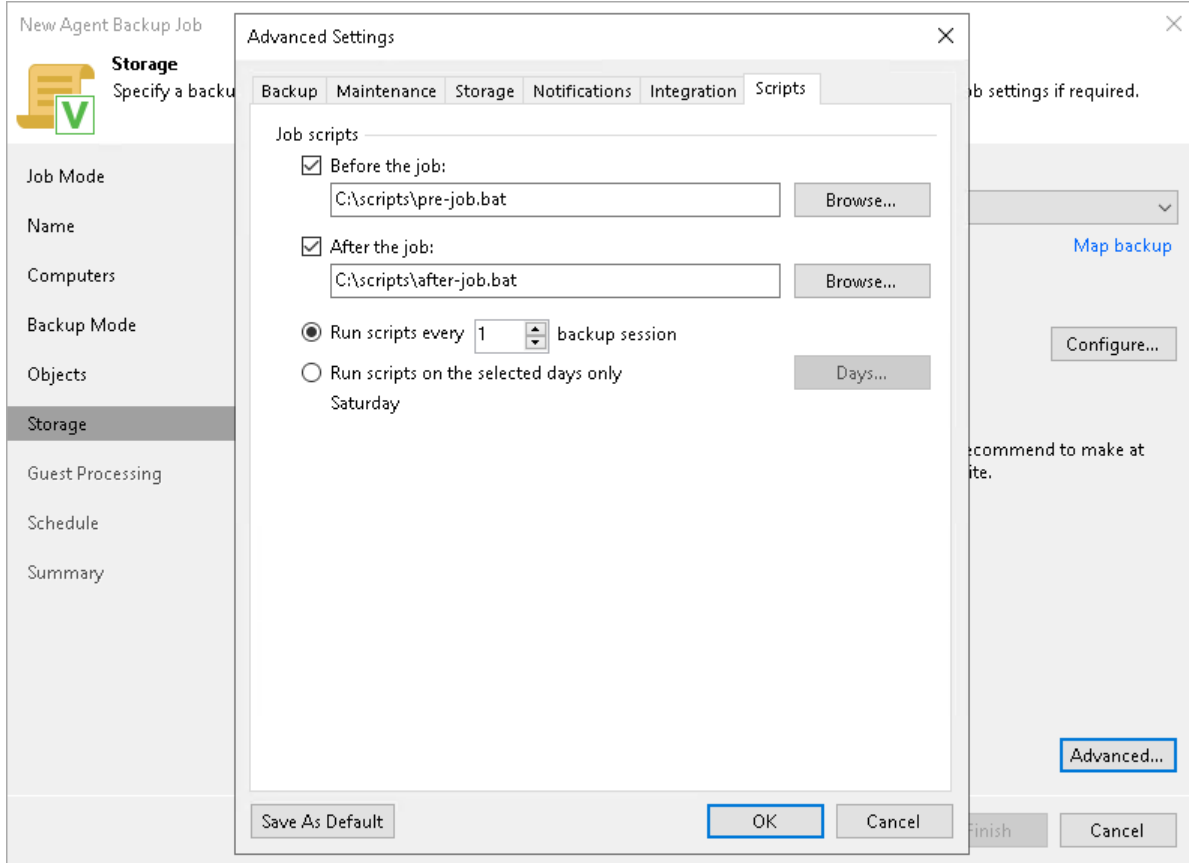 New Agent Backup Job
Storage
Specify a backu
b settings if required.
Job Mode
Name
Computers
Backup Mode
Objects
Storage
Guest Processing
Schedule
Summary
Map backup
Configure...
ecommend to make at
ite.
Advanced...
Finish
Cancel
Advanced Settings
Backup Maintenance Storage Notifications Integration Scripts
Job scripts
Before the job:
C:\scripts\pre-job.bat Browse...
After the job:
C:\scripts\after-job.bat Browse...
Run scripts every 1 backup session
Run scripts on the selected days only Days...
Saturday
Save As Default OK Cancel
V